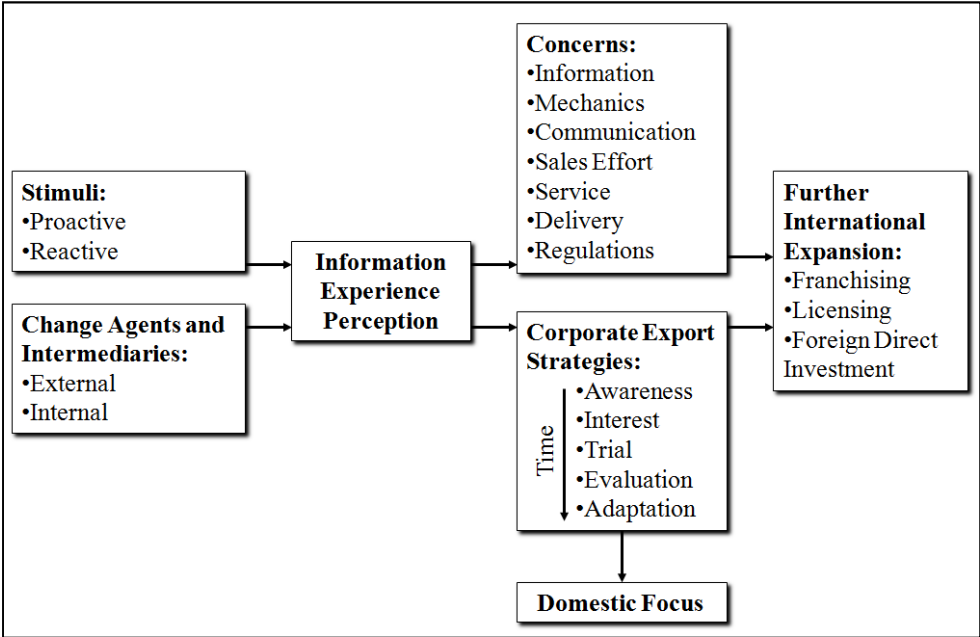 Stimuli:
•Proactive
•Reactive
Change Agents and
Intermediaries:
•External
•Internal
Information
Experience
Perception
Concerns:
•Information
•Mechanics
•Communication
•Sales Effort
•Service
•Delivery
•Regulations
Corporate Export
Strategies:
Time
•Awareness
•Interest
•Trial
•Evaluation
•Adaptation
Domestic Focus
Further
International
Expansion:
•Franchising
•Licensing
•Foreign Direct
Investment